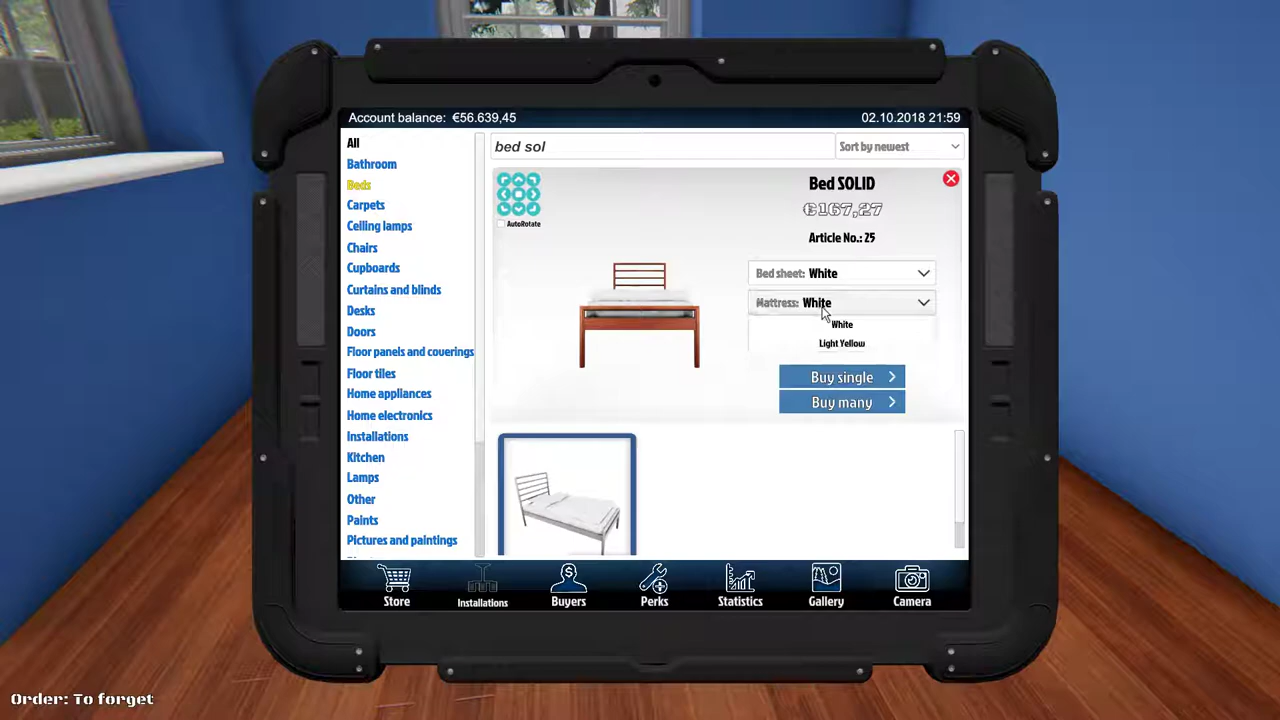 Account balance: €56.639,45
02.10.2018 21:59
All
Bathroom
Beds
Carpets
Ceiling lamps
Chairs
Cupboards
Curtains and blinds
Desks
Doors
Floor panels and coverings
Floor tiles
Home appliances
Home electronics
Installations
Kitchen
Lamps
Other
Paints
Pictures and paintings
bed sol
Sort by newest
AutoRotate
Bed SOLID
€167,27
Article No.: 25
Bed sheet: White
Mattress: White
White
Light Yellow
Buy single
Buy many
Store
Installations
Buyers
Perks
Statistics
Gallery
Camera
Order: To forget